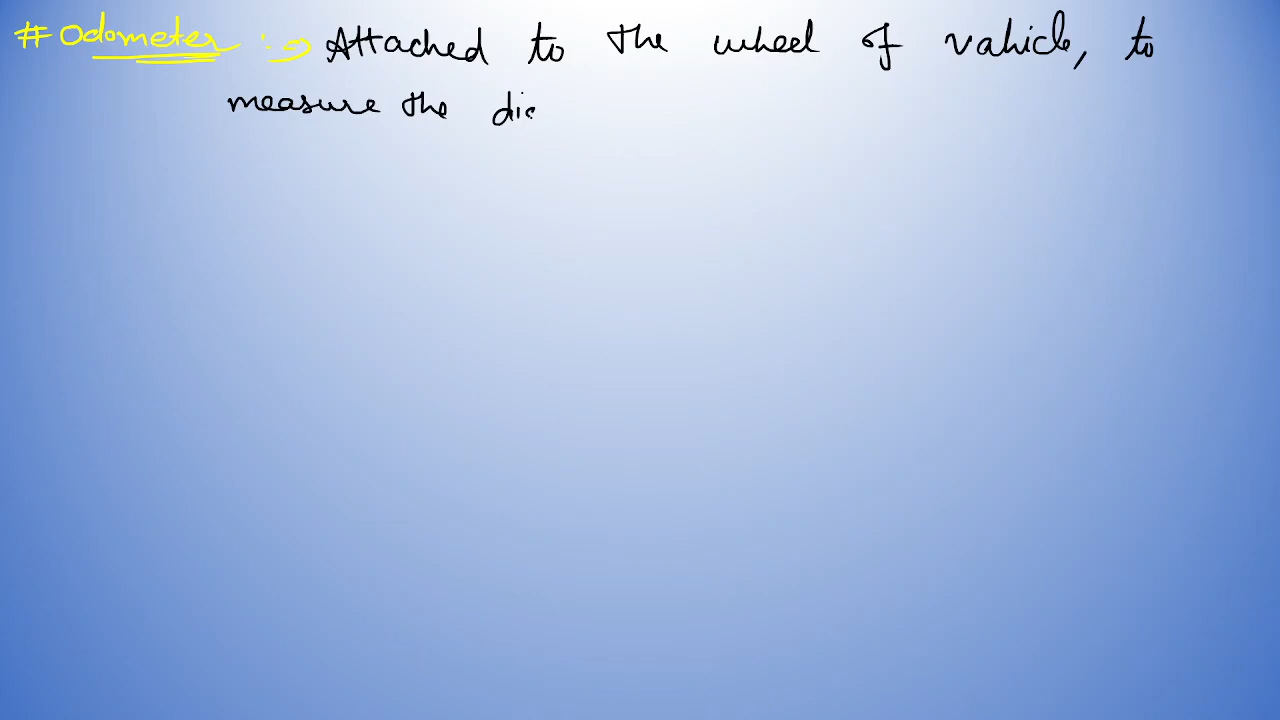 # Odometer :→ Attached to the wheel of vahicle, to
measure the dis